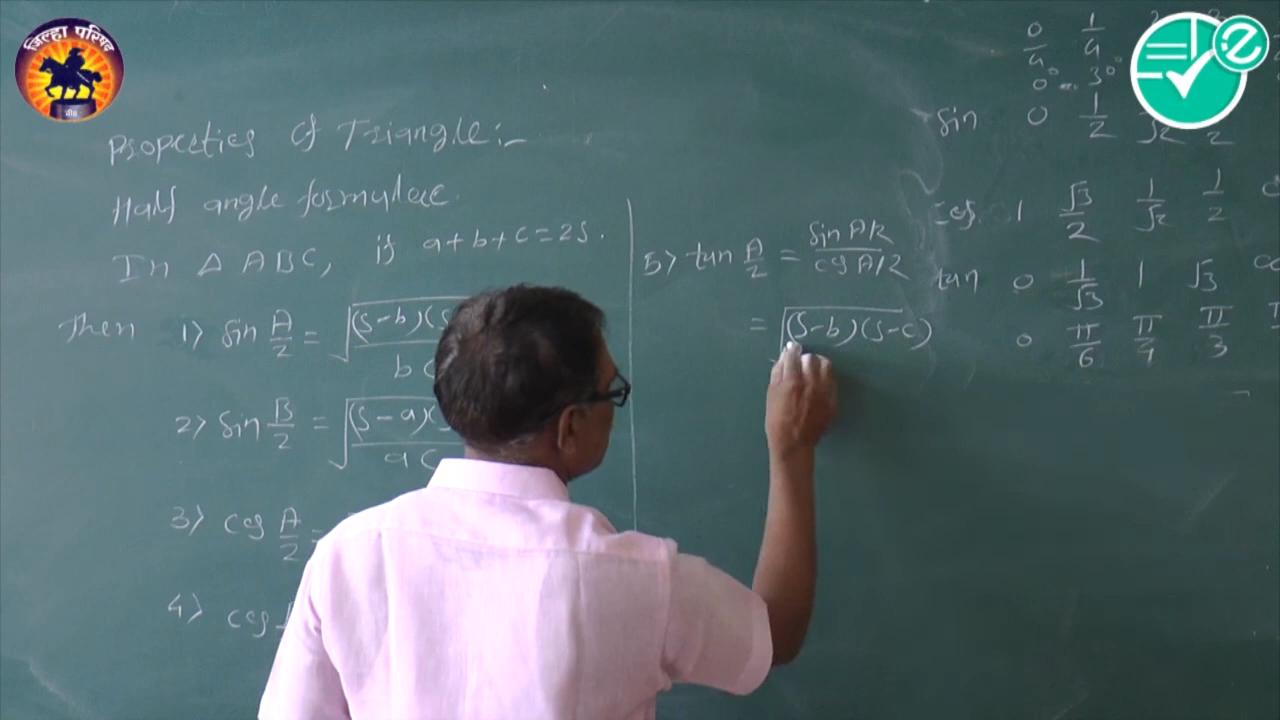 जिल्हा परिषद
बीड
Properties of Triangle:-
Half angle formulae.
In △ ABC, if a+b+c=2s.
Then 1) sin A/2 = √(s-b)(s / bc
2) sin B/2 = √(s-a)( / ac
3) cos A/2 =
4) cos
5) tan A/2 = sin A/2 / cos A/2
= √(s-b)(s-c)
0/4 1/4
0° 30°
sin 0 1/2 1/√2
cos 1 √3/2 1/√2 1/2
tan 0 1/√3 1 √3
0 π/6 π/4 π/3